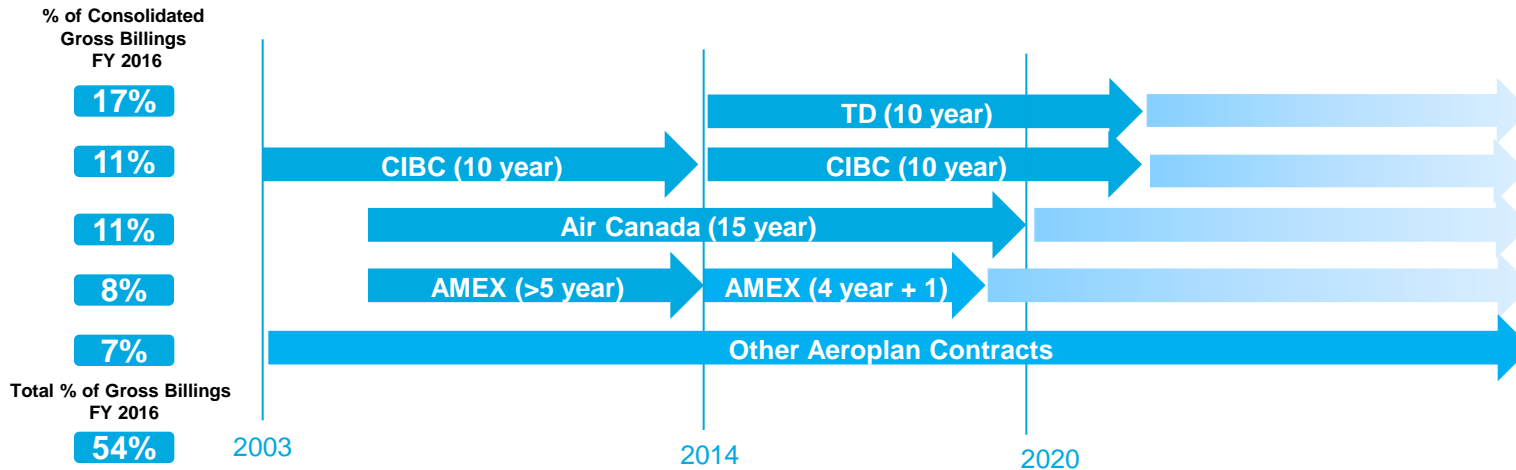 % of Consolidated
Gross Billings
FY 2016
17%
TD (10 year)
11%
CIBC (10 year)
CIBC (10 year)
11%
Air Canada (15 year)
8%
AMEX (>5 year)
AMEX (4 year + 1)
7%
Other Aeroplan Contracts
Total % of Gross Billings
FY 2016
54%
2003
2014
2020